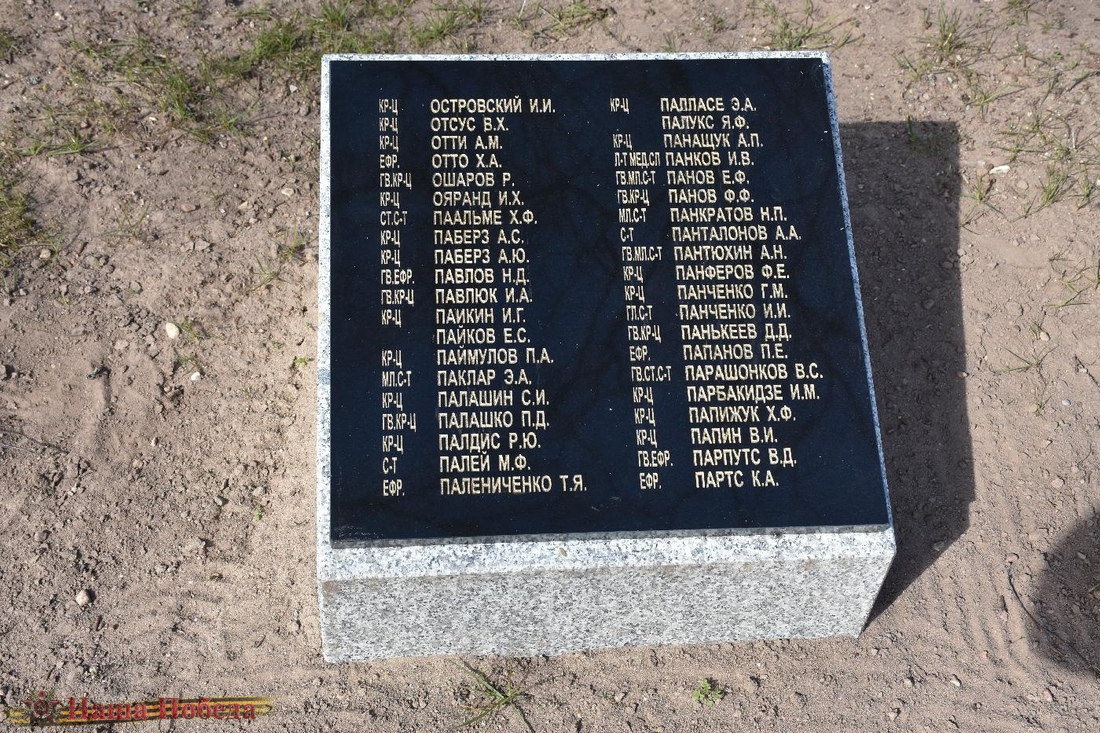 КР-Ц ОСТРОВСКИЙ И.И.
КР-Ц ОТСУС В.Х.
КР-Ц ОТТИ А.М.
ЕФР. ОТТО Х.А.
ГВ.КР-Ц ОШАРОВ Р.
КР-Ц ОЯРАНД И.Х.
СТ.С-Т ПААЛЬМЕ Х.Ф.
КР-Ц ПАБЕРЗ А.С.
КР-Ц ПАБЕРЗ А.Ю.
ГВ.ЕФР. ПАВЛОВ Н.Д.
ГВ.КР-Ц ПАВЛЮК И.А.
КР-Ц ПАИКИН И.Г.
ПАЙКОВ Е.С.
КР-Ц ПАЙМУЛОВ П.А.
МЛ.С-Т ПАКЛАР Э.А.
КР-Ц ПАЛАШИН С.И.
ГВ.КР-Ц ПАЛАШКО П.Д.
КР-Ц ПАЛДИС Р.Ю.
С-Т ПАЛЕЙ М.Ф.
ЕФР. ПАЛЕНИЧЕНКО Т.Я.
КР-Ц ПАЛЛАСЕ Э.А.
ПАЛУКС Я.Ф.
КР-Ц ПАНАЩУК А.П.
Л-Т МЕД.СЛ ПАНКОВ И.В.
ГВ.МЛ.С-Т ПАНОВ Е.Ф.
ГВ.КР-Ц ПАНОВ Ф.Ф.
МЛ.С-Т ПАНКРАТОВ Н.П.
С-Т ПАНТАЛОНОВ А.А.
ГВ.МЛ.С-Т ПАНТЮХИН А.Н.
КР-Ц ПАНФЕРОВ Ф.Е.
КР-Ц ПАНЧЕНКО Г.М.
ГЛ.С-Т ПАНЧЕНКО И.И.
ГВ.КР-Ц ПАНЬКЕЕВ Д.Д.
ЕФР. ПАПАНОВ П.Е.
ГВ.СТ.С-Т ПАРАШОНКОВ В.С.
КР-Ц ПАРБАКИДЗЕ И.М.
КР-Ц ПАПИЖУК Х.Ф.
КР-Ц ПАПИН В.И.
ГВ.ЕФР. ПАРПУТС В.Д.
ЕФР. ПАРТС К.А.
Наша Победа